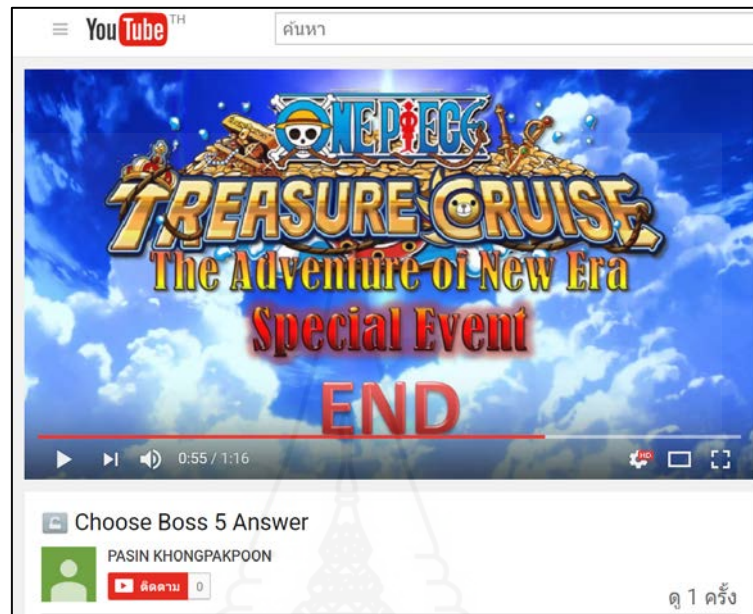 YouTube TH
ค้นหา
ONE PIECE
TREASURE CRUISE
The Adventure of New Era
Special Event
END
0:55 / 1:16
HD
Choose Boss 5 Answer
PASIN KHONGPAKPOON
ติดตาม 0
ดู 1 ครั้ง